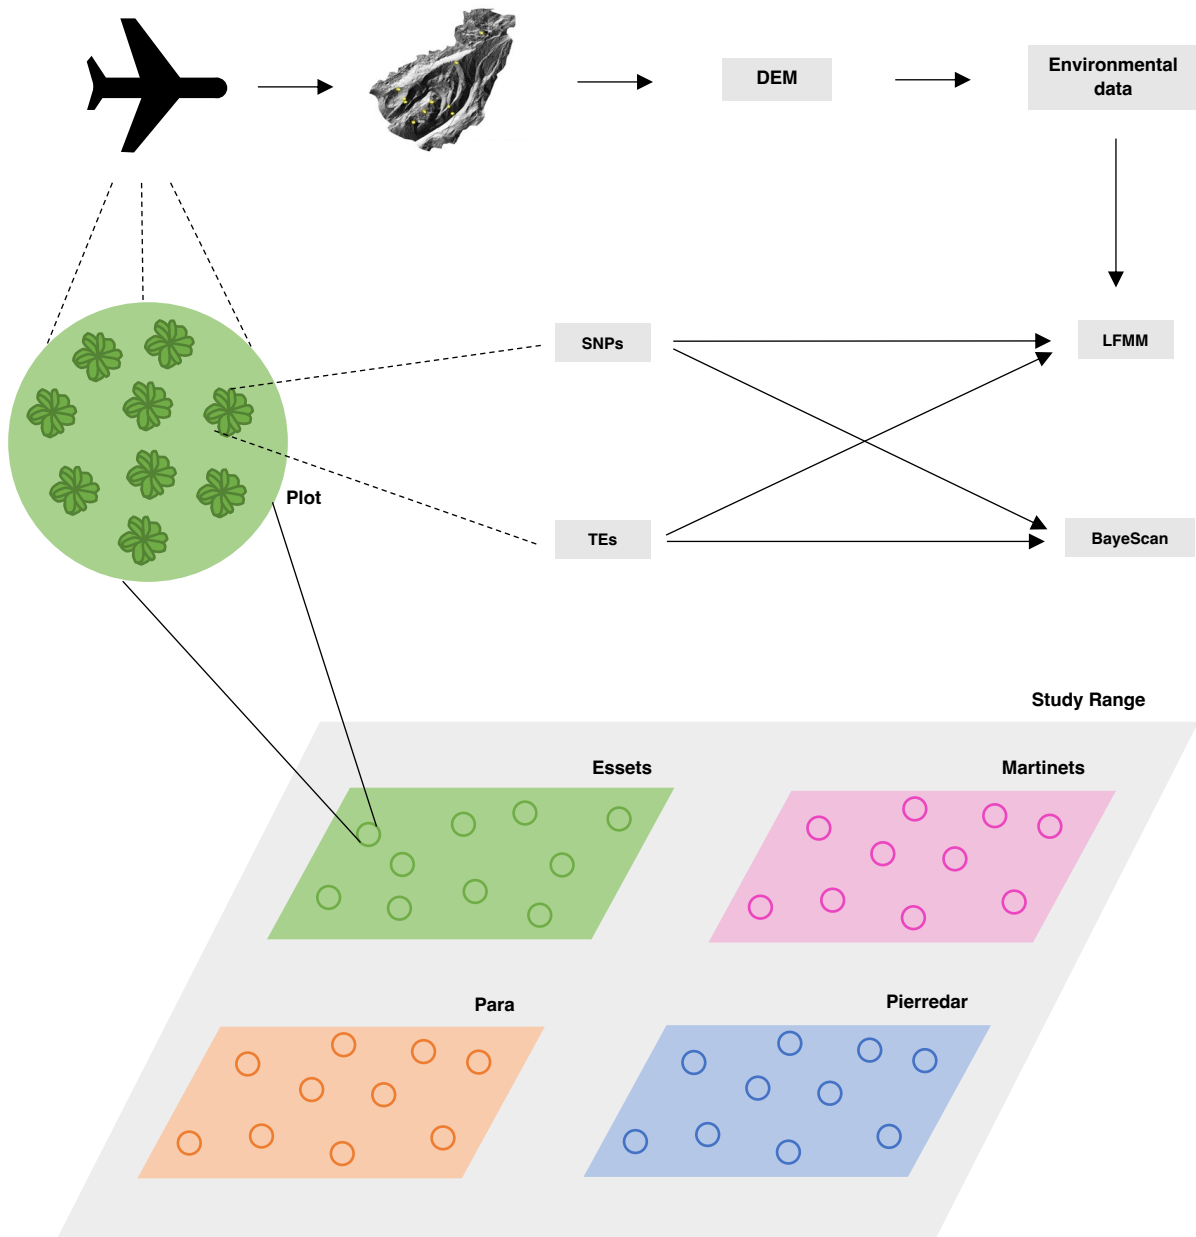 DEM
Environmental
data
SNPs
LFMM
Plot
TEs
BayeScan
Study Range
Essets
Martinets
Para
Pierredar